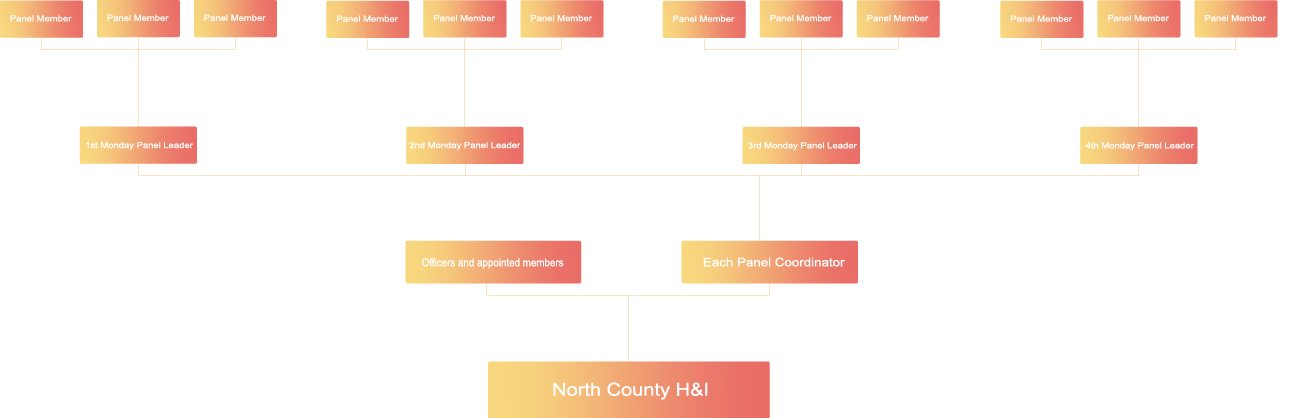 Panel Member
Panel Member
Panel Member
Panel Member
Panel Member
Panel Member
Panel Member
Panel Member
Panel Member
Panel Member
Panel Member
Panel Member
1st Monday Panel Leader
2nd Monday Panel Leader
3rd Monday Panel Leader
4th Monday Panel Leader
Officers and appointed members
Each Panel Coordinator
North County H&I